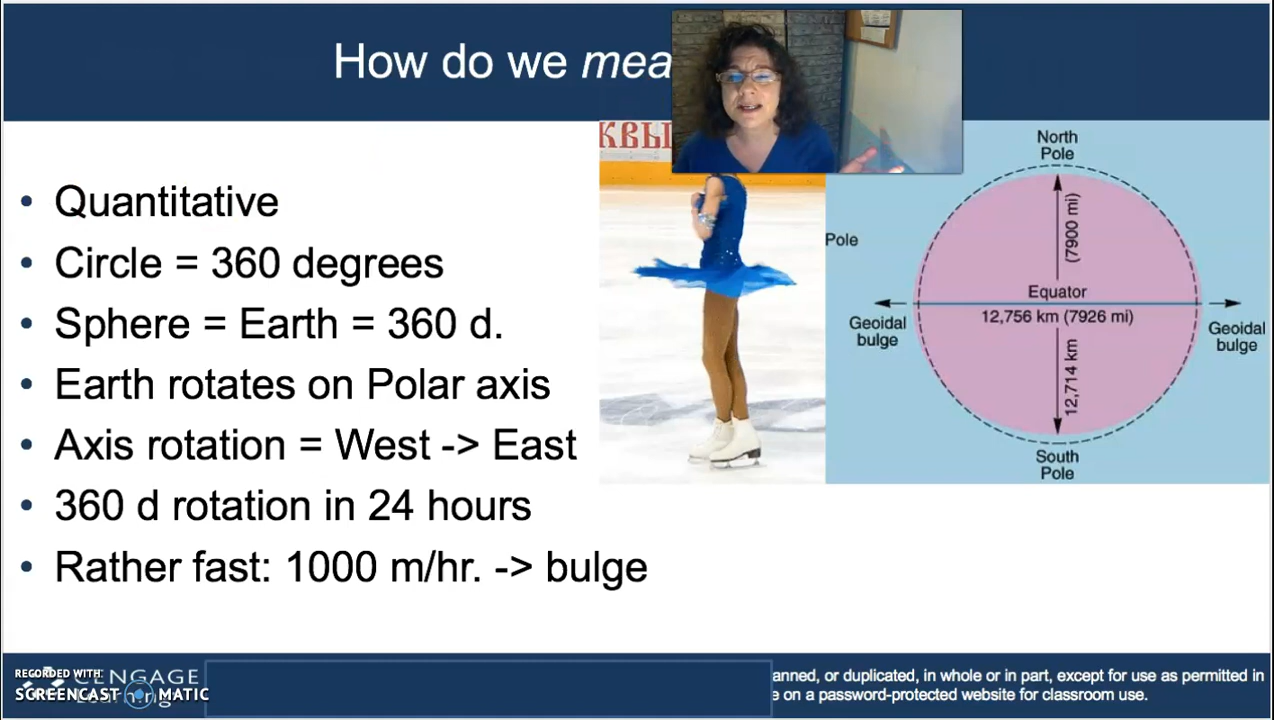 How do we mea
• Quantitative
• Circle = 360 degrees
• Sphere = Earth = 360 d.
• Earth rotates on Polar axis
• Axis rotation = West -> East
• 360 d rotation in 24 hours
• Rather fast: 1000 m/hr. -> bulge
КВЫ
North
Pole
Pole
(7900 mi)
Equator
12,756 km (7926 mi)
Geoidal
bulge
Geoidal
bulge
12,714 km
South
Pole
RECORDED WITH
SCREENCAST MATIC
CENGAGE
anned, or duplicated, in whole or in part, except for use as permitted in
e on a password-protected website for classroom use.